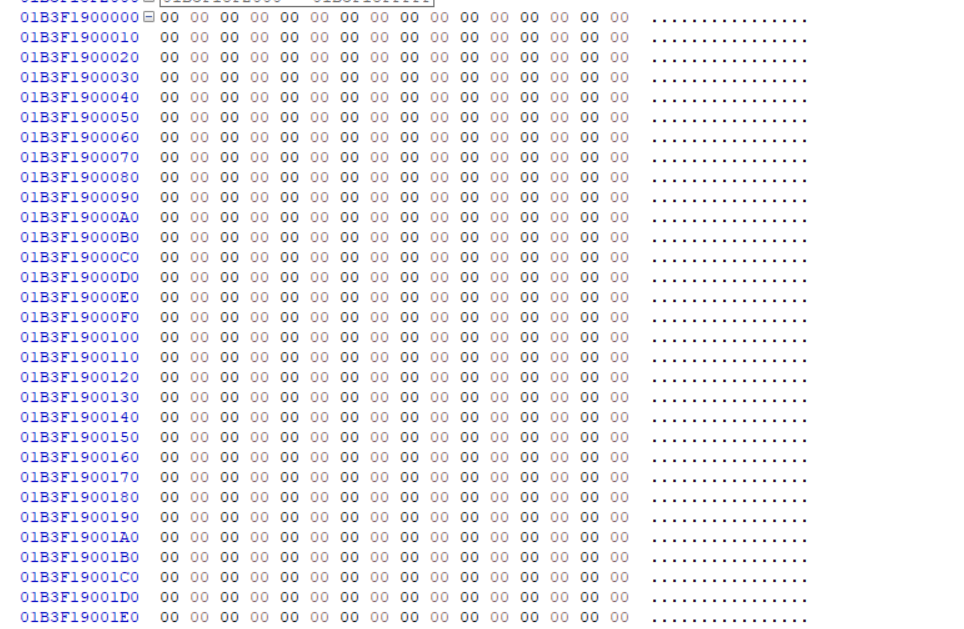 01B3F1900000 00 00 00 00 00 00 00 00 00 00 00 00 00 00 00 00 ................
01B3F1900010 00 00 00 00 00 00 00 00 00 00 00 00 00 00 00 00 ................
01B3F1900020 00 00 00 00 00 00 00 00 00 00 00 00 00 00 00 00 ................
01B3F1900030 00 00 00 00 00 00 00 00 00 00 00 00 00 00 00 00 ................
01B3F1900040 00 00 00 00 00 00 00 00 00 00 00 00 00 00 00 00 ................
01B3F1900050 00 00 00 00 00 00 00 00 00 00 00 00 00 00 00 00 ................
01B3F1900060 00 00 00 00 00 00 00 00 00 00 00 00 00 00 00 00 ................
01B3F1900070 00 00 00 00 00 00 00 00 00 00 00 00 00 00 00 00 ................
01B3F1900080 00 00 00 00 00 00 00 00 00 00 00 00 00 00 00 00 ................
01B3F1900090 00 00 00 00 00 00 00 00 00 00 00 00 00 00 00 00 ................
01B3F19000A0 00 00 00 00 00 00 00 00 00 00 00 00 00 00 00 00 ................
01B3F19000B0 00 00 00 00 00 00 00 00 00 00 00 00 00 00 00 00 ................
01B3F19000C0 00 00 00 00 00 00 00 00 00 00 00 00 00 00 00 00 ................
01B3F19000D0 00 00 00 00 00 00 00 00 00 00 00 00 00 00 00 00 ................
01B3F19000E0 00 00 00 00 00 00 00 00 00 00 00 00 00 00 00 00 ................
01B3F19000F0 00 00 00 00 00 00 00 00 00 00 00 00 00 00 00 00 ................
01B3F1900100 00 00 00 00 00 00 00 00 00 00 00 00 00 00 00 00 ................
01B3F1900110 00 00 00 00 00 00 00 00 00 00 00 00 00 00 00 00 ................
01B3F1900120 00 00 00 00 00 00 00 00 00 00 00 00 00 00 00 00 ................
01B3F1900130 00 00 00 00 00 00 00 00 00 00 00 00 00 00 00 00 ................
01B3F1900140 00 00 00 00 00 00 00 00 00 00 00 00 00 00 00 00 ................
01B3F1900150 00 00 00 00 00 00 00 00 00 00 00 00 00 00 00 00 ................
01B3F1900160 00 00 00 00 00 00 00 00 00 00 00 00 00 00 00 00 ................
01B3F1900170 00 00 00 00 00 00 00 00 00 00 00 00 00 00 00 00 ................
01B3F1900180 00 00 00 00 00 00 00 00 00 00 00 00 00 00 00 00 ................
01B3F1900190 00 00 00 00 00 00 00 00 00 00 00 00 00 00 00 00 ................
01B3F19001A0 00 00 00 00 00 00 00 00 00 00 00 00 00 00 00 00 ................
01B3F19001B0 00 00 00 00 00 00 00 00 00 00 00 00 00 00 00 00 ................
01B3F19001C0 00 00 00 00 00 00 00 00 00 00 00 00 00 00 00 00 ................
01B3F19001D0 00 00 00 00 00 00 00 00 00 00 00 00 00 00 00 00 ................
01B3F19001E0 00 00 00 00 00 00 00 00 00 00 00 00 00 00 00 00 ................